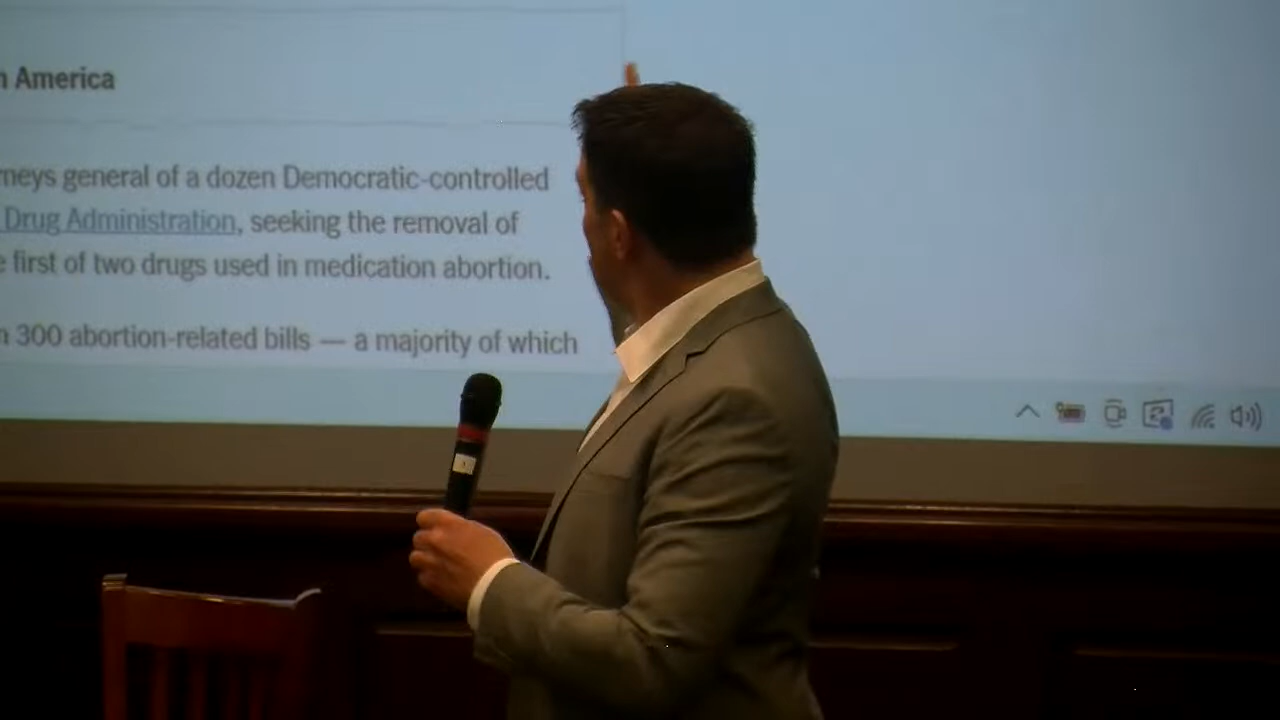 n America
neys general of a dozen Democratic-controlled
Drug Administration, seeking the removal of
e first of two drugs used in medication abortion.
n 300 abortion-related bills — a majority of which